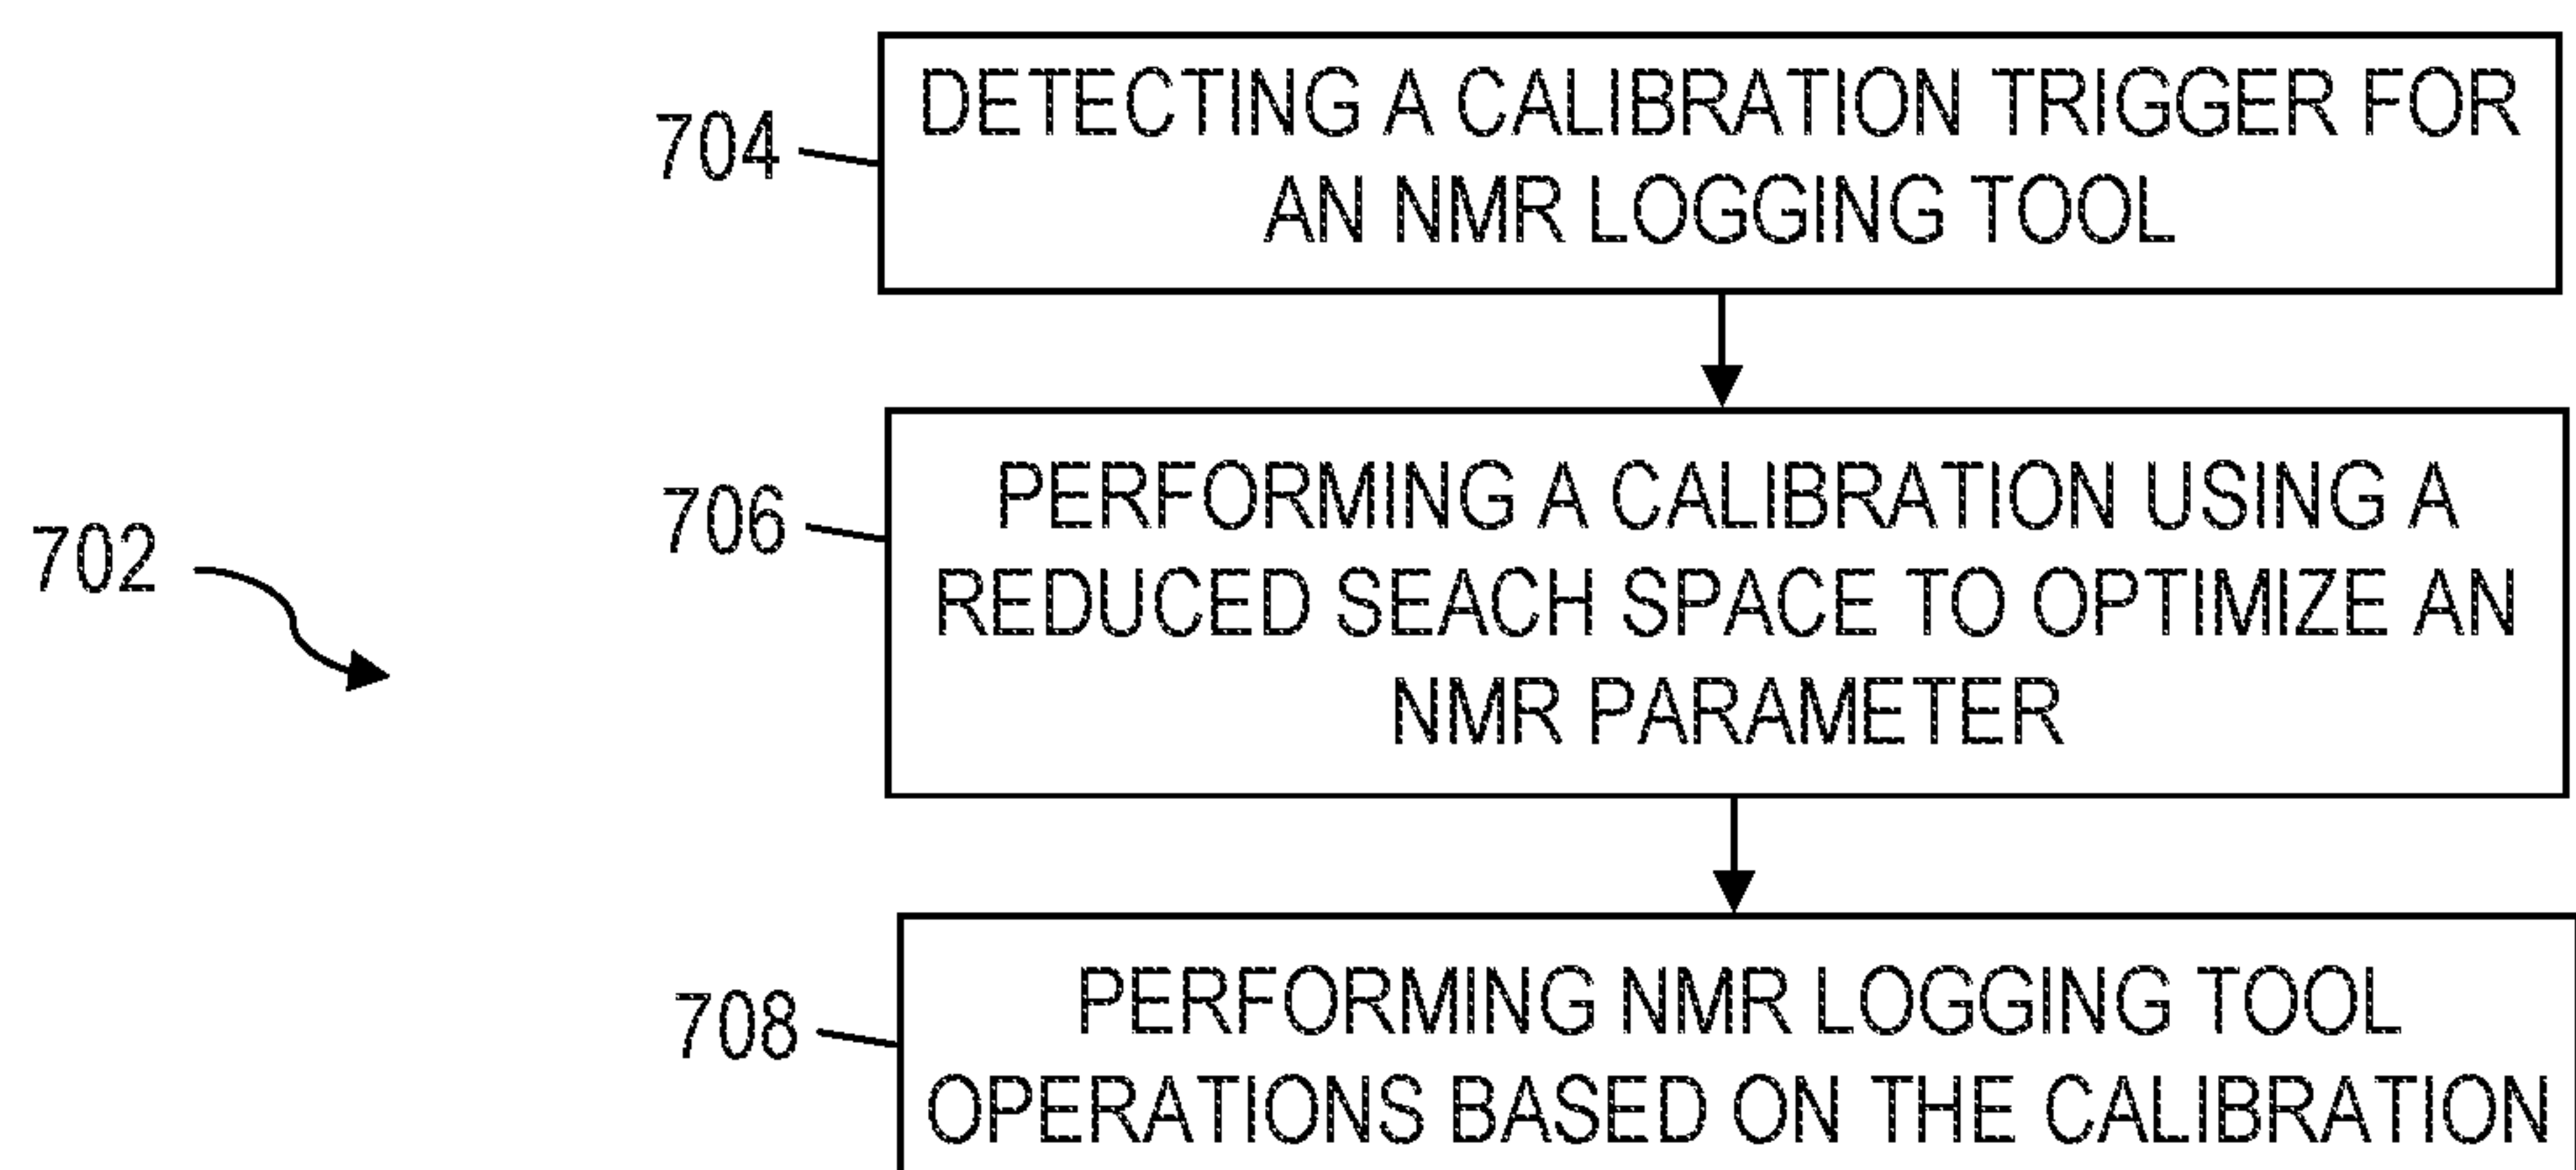 704
DETECTING A CALIBRATION TRIGGER FOR
AN NMR LOGGING TOOL
702
706
PERFORMING A CALIBRATION USING A
REDUCED SEACH SPACE TO OPTIMIZE AN
NMR PARAMETER
708
PERFORMING NMR LOGGING TOOL
OPERATIONS BASED ON THE CALIBRATION